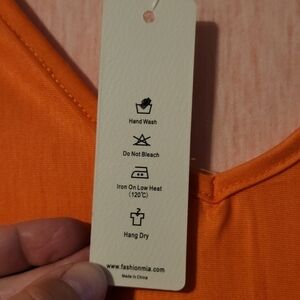 Hand Wash
Do Not Bleach
Iron On Low Heat
(120℃)
Hang Dry
www.fashionmia.com
Made In China